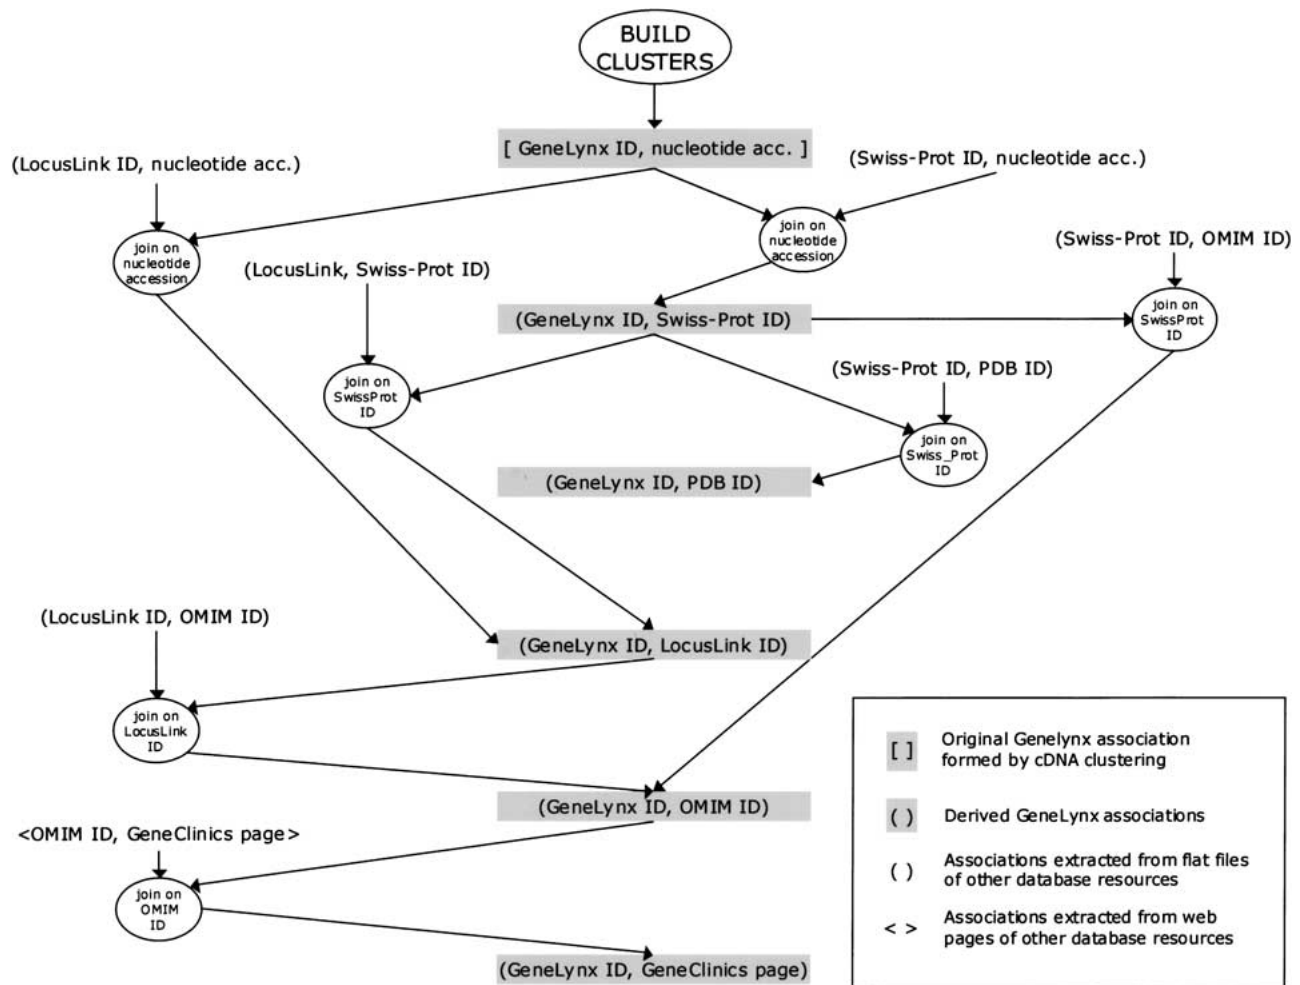 BUILD
CLUSTERS
[ GeneLynx ID, nucleotide acc. ]
(LocusLink ID, nucleotide acc.)
(Swiss-Prot ID, nucleotide acc.)
join on
nucleotide
accession
join on
nucleotide
accession
(Swiss-Prot ID, OMIM ID)
(LocusLink, Swiss-Prot ID)
(GeneLynx ID, Swiss-Prot ID)
join on
SwissProt
ID
(Swiss-Prot ID, PDB ID)
join on
SwissProt
ID
join on
Swiss_Prot
ID
(GeneLynx ID, PDB ID)
(LocusLink ID, OMIM ID)
(GeneLynx ID, LocusLink ID)
join on
LocusLink
ID
(GeneLynx ID, OMIM ID)
<OMIM ID, GeneClinics page>
join on
OMIM
ID
(GeneLynx ID, GeneClinics page)
[ ] Original Genelynx association
formed by cDNA clustering
( ) Derived GeneLynx associations
( ) Associations extracted from flat files
of other database resources
< > Associations extracted from web
pages of other database resources